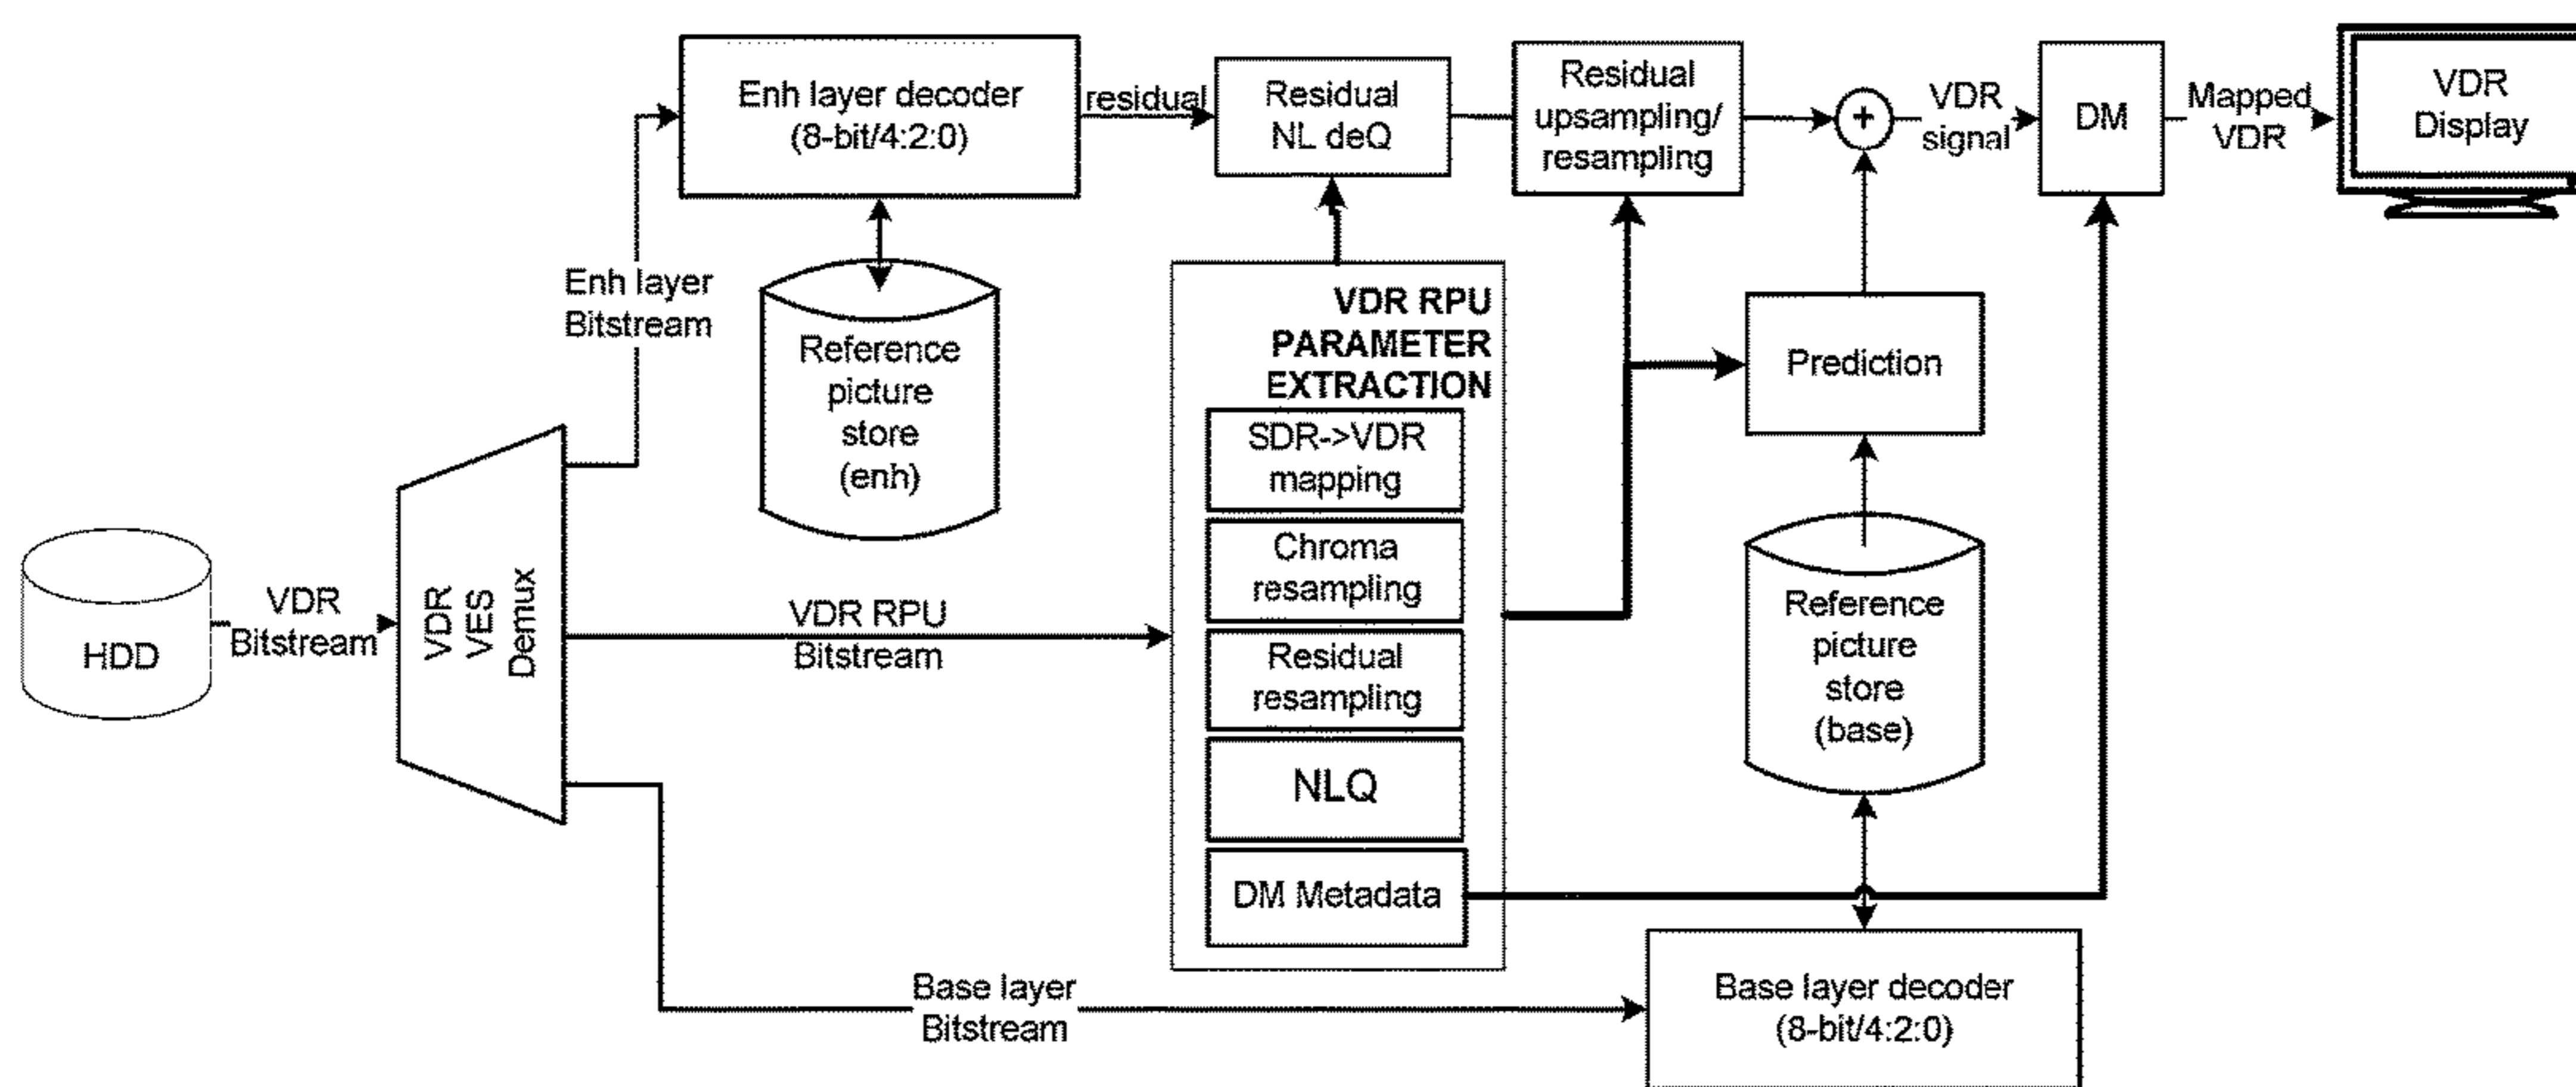 Enh layer decoder
(8-bit/4:2:0)
residual
Residual
NL deQ
Residual
upsampling/
resampling
+
VDR
signal
DM
Mapped
VDR
VDR
Display
Enh layer
Bitstream
Reference
picture
store
(enh)
VDR RPU
PARAMETER
EXTRACTION
SDR->VDR
mapping
Chroma
resampling
Residual
resampling
NLQ
DM Metadata
Prediction
Reference
picture
store
(base)
HDD
VDR
Bitstream
VDR
VES
Demux
VDR RPU
Bitstream
Base layer
Bitstream
Base layer decoder
(8-bit/4:2:0)